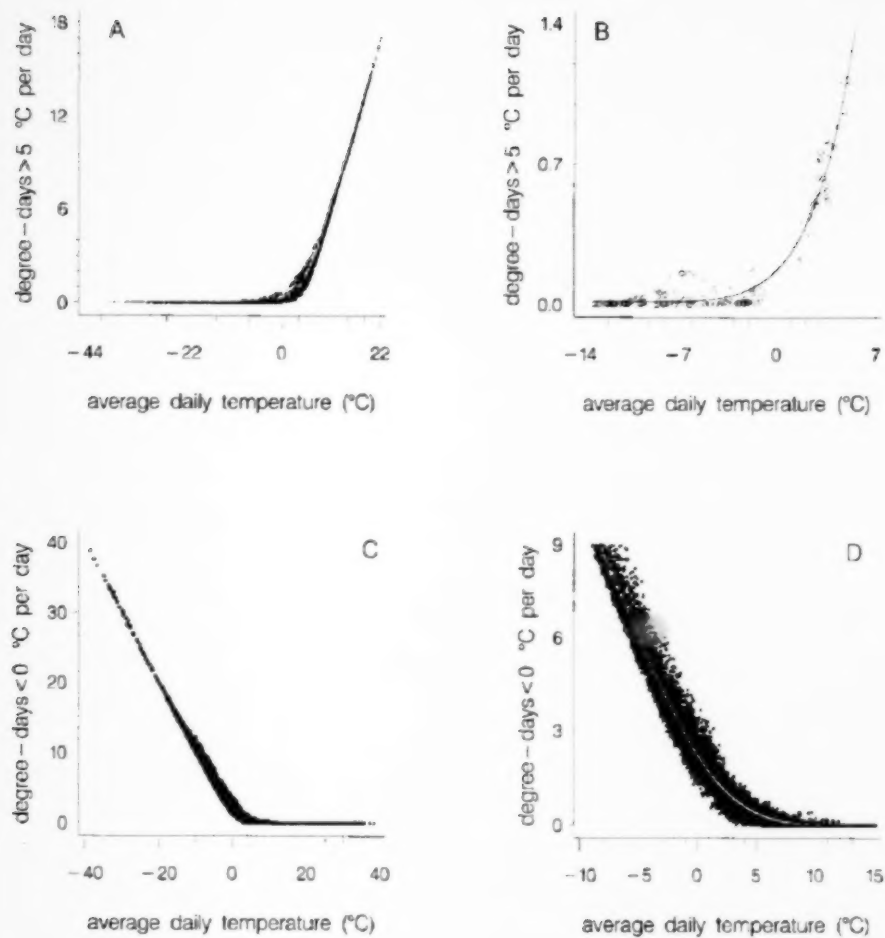 A
degree-days>5 °C per day
18
12
6
0
-44 -22 0 22
average daily temperature (°C)
B
degree-days>5 °C per day
1.4
0.7
0.0
-14 -7 0 7
average daily temperature (°C)
C
degree-days<0 °C per day
40
30
20
10
0
-40 -20 0 20 40
average daily temperature (°C)
D
degree-days<0 °C per day
9
6
3
0
-10 -5 0 5 10 15
average daily temperature (°C)